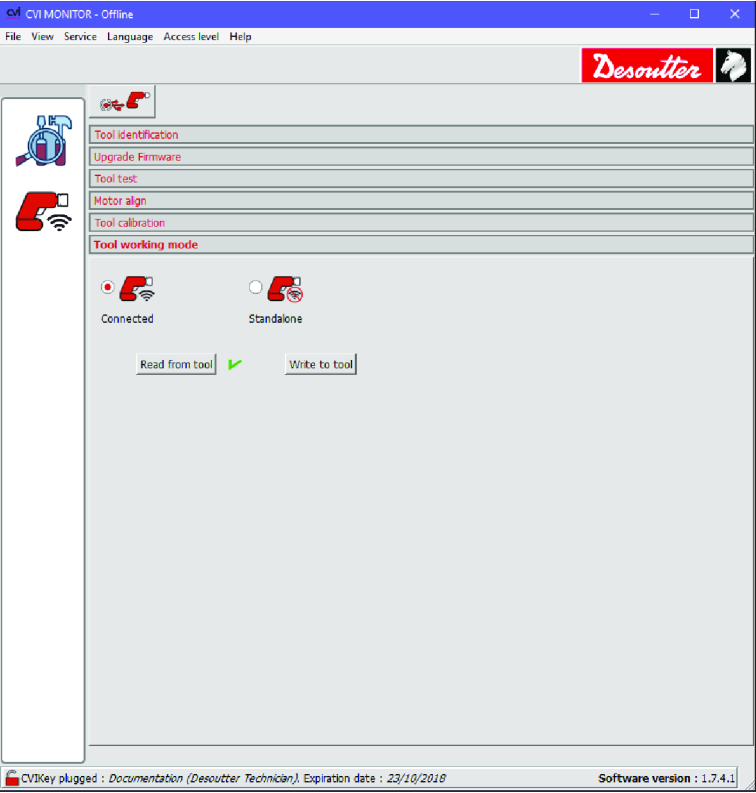 cvi CVI MONITOR - Offline
File View Service Language Access level Help
Desoutter
Tool identification
Upgrade Firmware
Tool test
Motor align
Tool calibration
Tool working mode
Connected Standalone
Read from tool Write to tool
CVIKey plugged : Documentation (Desoutter Technician). Expiration date : 23/10/2018 Software version : 1.7.4.1